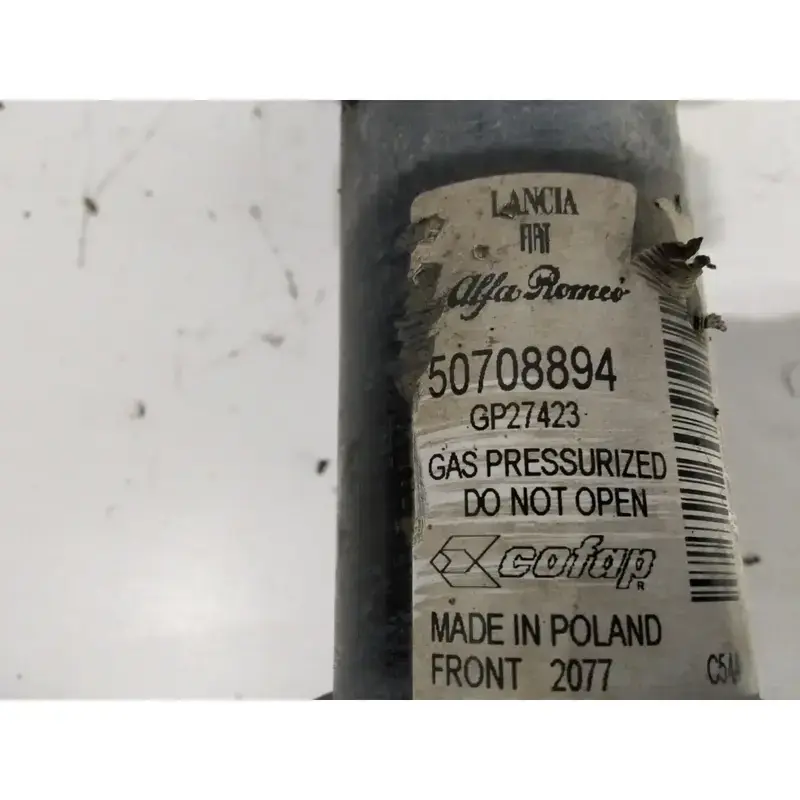 LANCIA
FIAT
Alfa Romeo
50708894
GP27423
GAS PRESSURIZED
DO NOT OPEN
cofap R
MADE IN POLAND
FRONT 2077